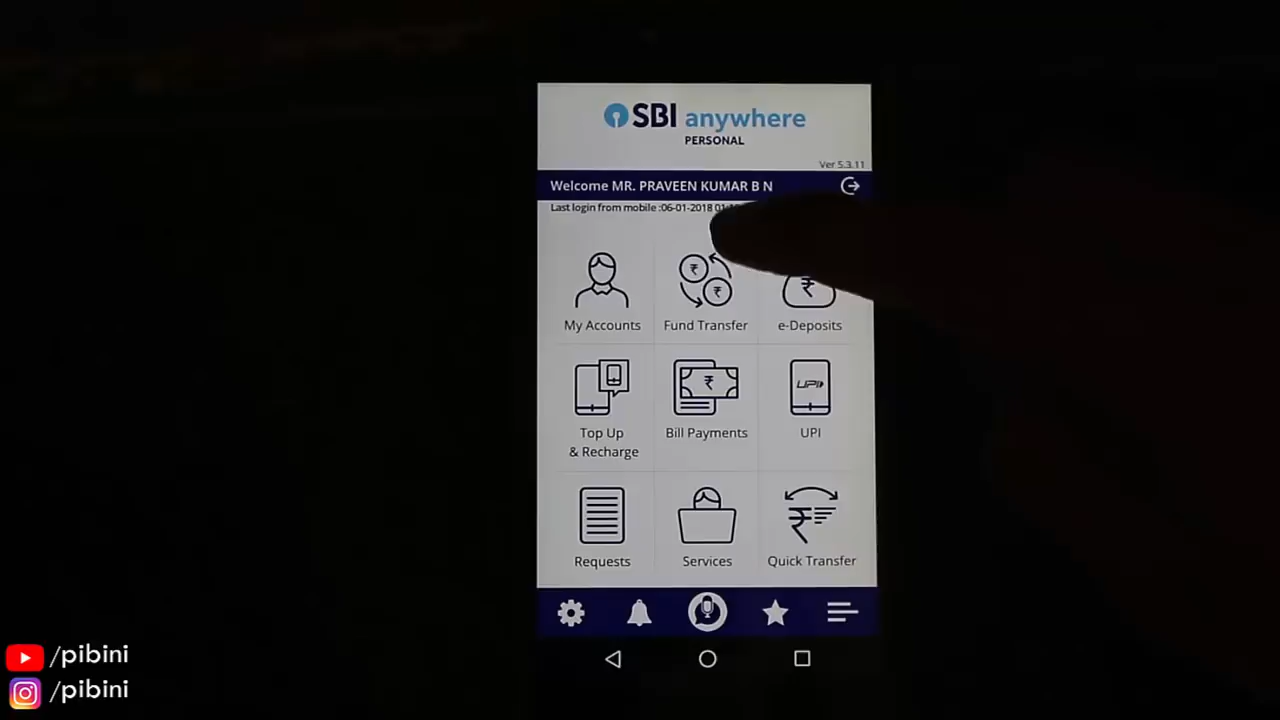 SBI anywhere
PERSONAL
Ver 5.3.11
Welcome MR. PRAVEEN KUMAR B N
Last login from mobile :06-01-2018
My Accounts
Fund Transfer
e-Deposits
Top Up
& Recharge
Bill Payments
UPI
UPI
Requests
Services
Quick Transfer
/pibini
/pibini